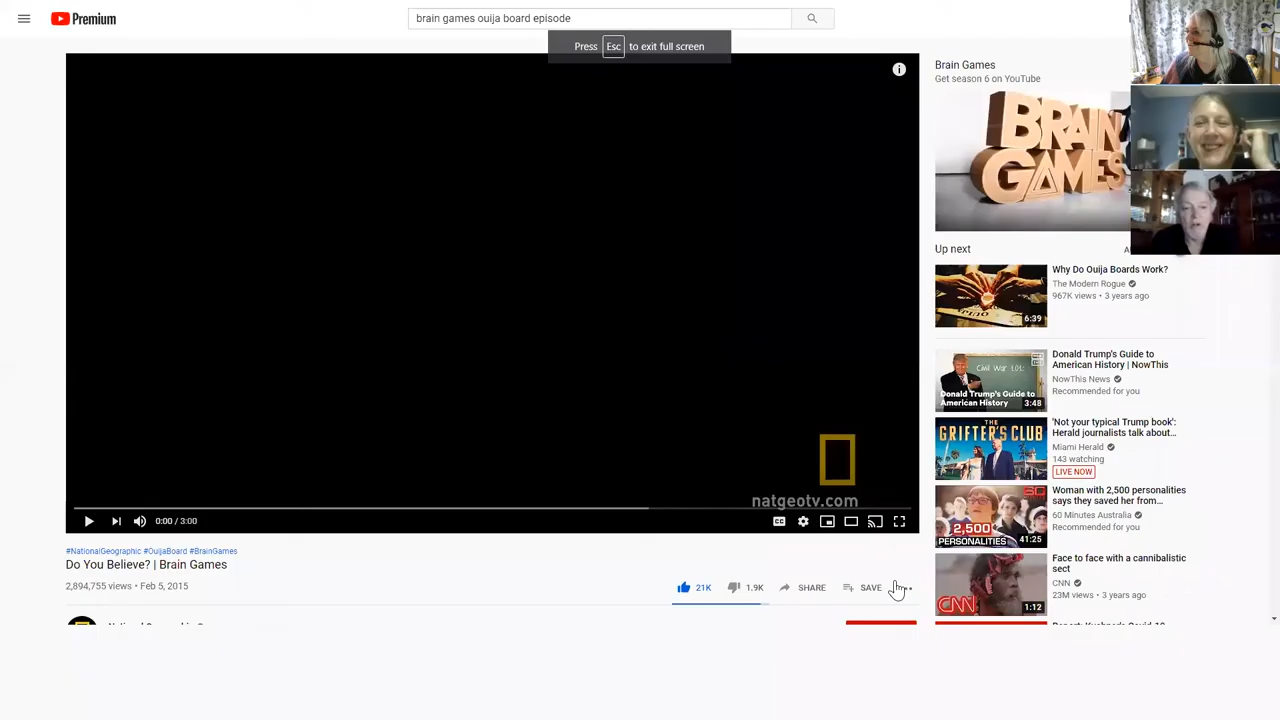 Premium
brain games ouija board episode
Press Esc to exit full screen
natgeotv.com
0:00 / 3:00
#NationalGeographic #OuijaBoard #BrainGames
Do You Believe? | Brain Games
2,894,755 views • Feb 5, 2015
21K 1.9K SHARE SAVE
Brain Games
Get season 6 on YouTube
BRAIN
GAMES
Up next
Why Do Ouija Boards Work?
The Modern Rogue
967K views • 3 years ago
6:39
Donald Trump's Guide to
American History | NowThis
NowThis News
Recommended for you
Civil War 101:
Donald Trump's Guide to
American History
3:48
'Not your typical Trump book':
Herald journalists talk about...
Miami Herald
143 watching
LIVE NOW
THE
GRIFTER'S CLUB
Woman with 2,500 personalities
says they saved her from...
60 Minutes Australia
Recommended for you
60
2,500
PERSONALITIES
41:25
Face to face with a cannibalistic
sect
CNN
23M views • 3 years ago
CNN
1:12